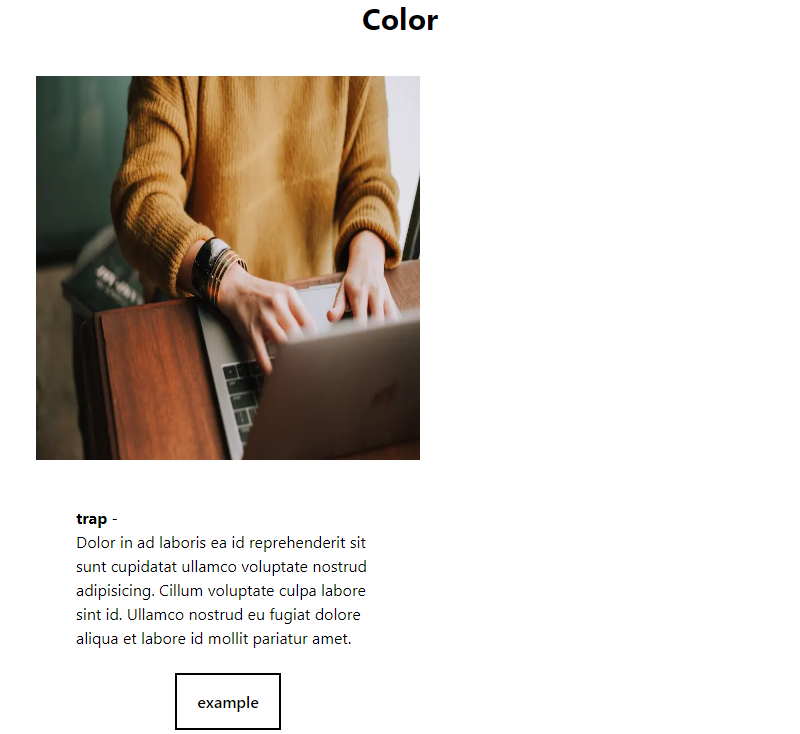 Color
trap -
Dolor in ad laboris ea id reprehenderit sit
sunt cupidatat ullamco voluptate nostrud
adipisicing. Cillum voluptate culpa labore
sint id. Ullamco nostrud eu fugiat dolore
aliqua et labore id mollit pariatur amet.
example